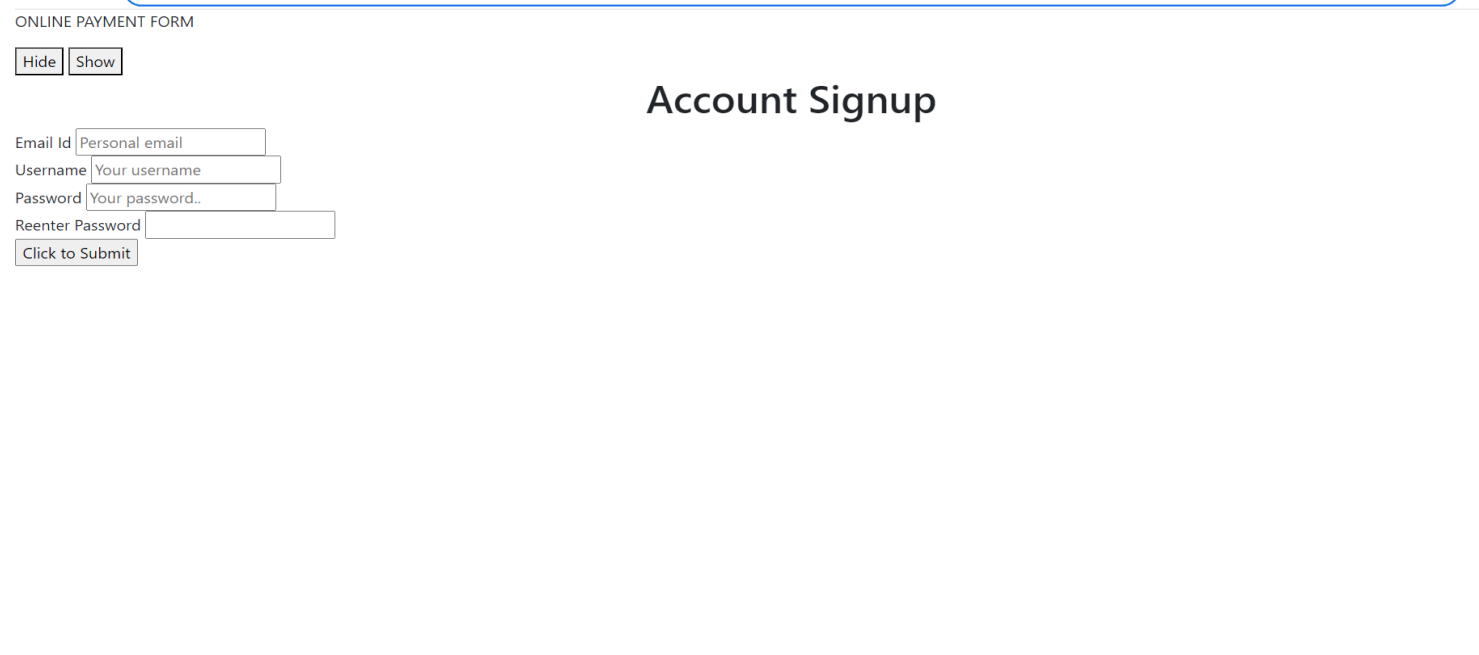 ONLINE PAYMENT FORM
Hide Show
Account Signup
Email Id Personal email
Username Your username
Password Your password..
Reenter Password
Click to Submit